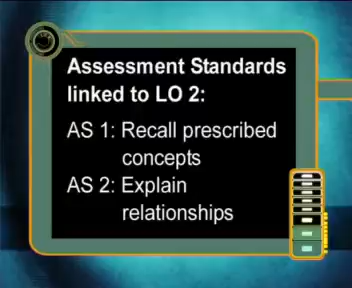 Assessment Standards
linked to LO 2:
AS 1: Recall prescribed
concepts
AS 2: Explain
relationships